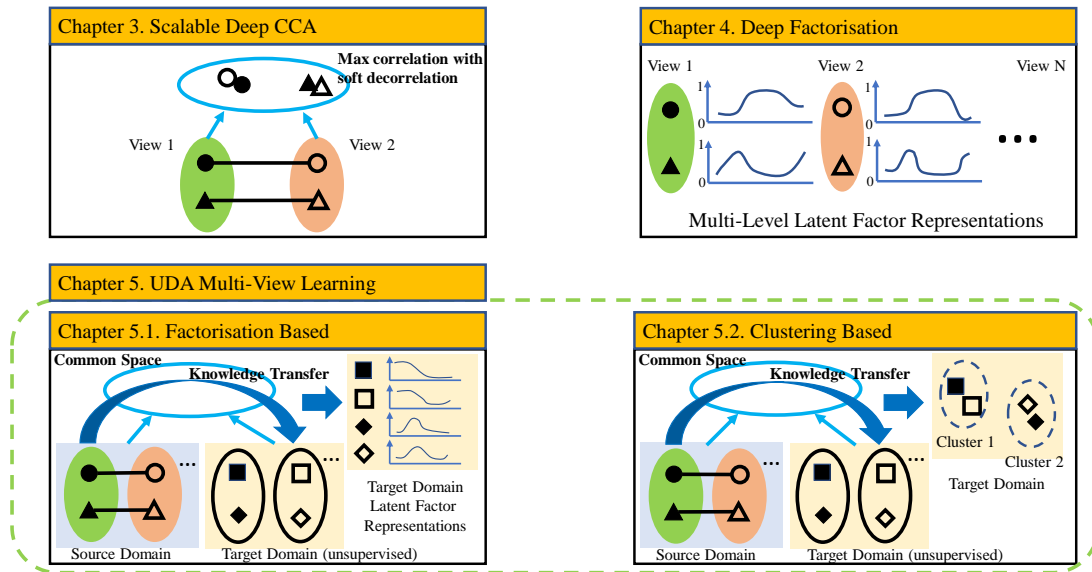 Chapter 3. Scalable Deep CCA
Max correlation with
soft decorrelation
View 1
View 2
Chapter 4. Deep Factorisation
View 1
View 2
View N
1
0
1
0
1
0
1
0
...
Multi-Level Latent Factor Representations
Chapter 5. UDA Multi-View Learning
Chapter 5.1. Factorisation Based
Common Space
Knowledge Transfer
...
...
Target Domain
Latent Factor
Representations
Source Domain
Target Domain (unsupervised)
Chapter 5.2. Clustering Based
Common Space
Knowledge Transfer
Cluster 1
Cluster 2
Target Domain
...
...
Source Domain
Target Domain (unsupervised)